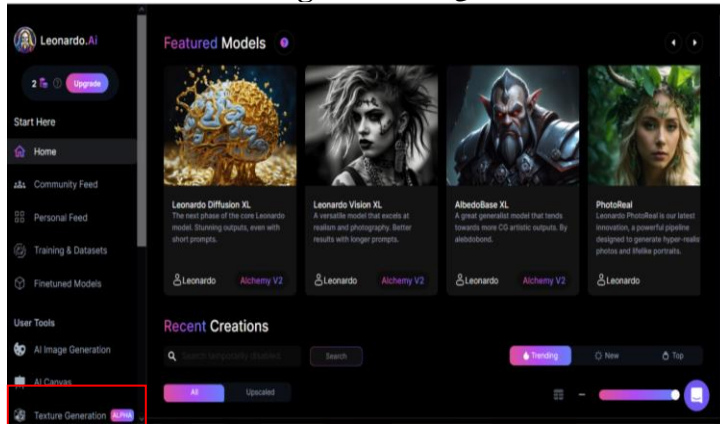 Leonardo.Ai
2
Upgrade
Start Here
Home
Community Feed
Personal Feed
Training & Datasets
Finetuned Models
User Tools
AI Image Generation
AI Canvas
Texture Generation ALPHA
Featured Models ?
Leonardo Diffusion XL
The next phase of the core Leonardo
model. Stunning outputs, even with
short prompts.
Leonardo Alchemy V2
Leonardo Vision XL
A versatile model that excels at
realism and photography. Better
results with longer prompts.
Leonardo Alchemy V2
AlbedoBase XL
A great generalist model that tends
towards more CG artistic outputs. By
albedobond.
Leonardo Alchemy V2
PhotoReal
Leonardo PhotoReal is our latest
innovation, a powerful pipeline
designed to generate hyper-realis
photos and lifelike portraits.
Leonardo
Recent Creations
Search temporarily disabled
Search
Trending
New
Top
All
Upscaled